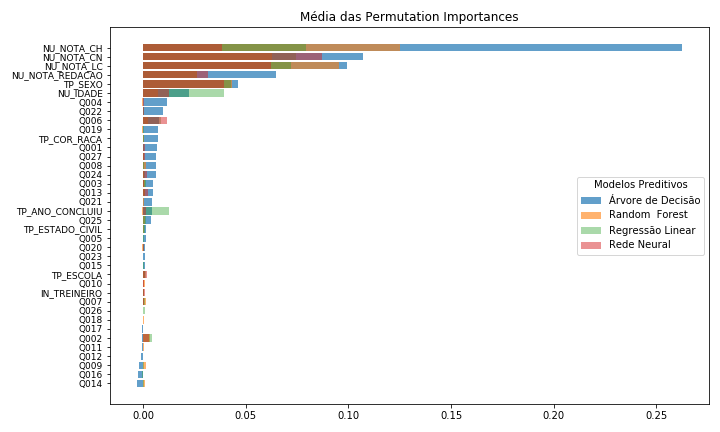 Média das Permutation Importances
NU_NOTA_CH
NU_NOTA_CN
NU_NOTA_LC
NU_NOTA_REDACAO
TP_SEXO
NU_IDADE
Q004
Q022
Q006
Q019
TP_COR_RACA
Q001
Q027
Q008
Q024
Q003
Q013
Q021
TP_ANO_CONCLUIU
Q025
TP_ESTADO_CIVIL
Q005
Q020
Q023
Q015
TP_ESCOLA
Q010
IN_TREINEIRO
Q007
Q026
Q018
Q017
Q002
Q011
Q012
Q009
Q016
Q014
Modelos Preditivos
Árvore de Decisão
Random Forest
Regressão Linear
Rede Neural
0.00 0.05 0.10 0.15 0.20 0.25